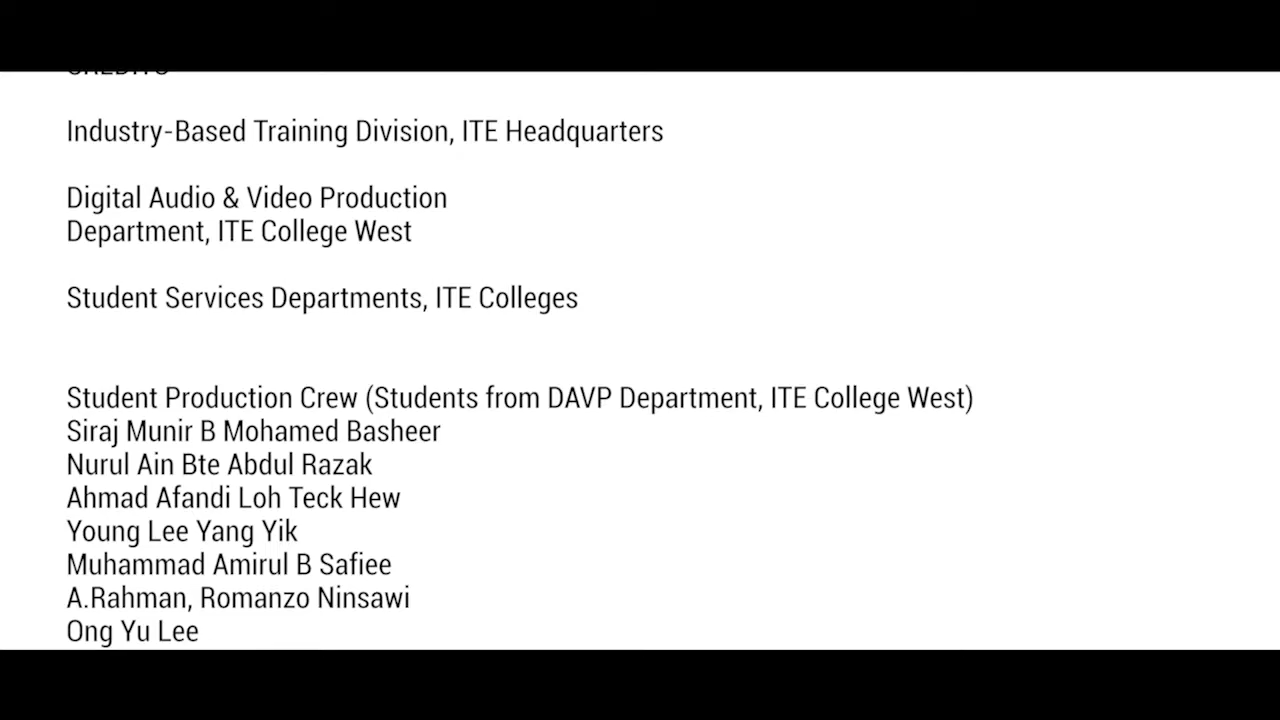 CREDITS
Industry-Based Training Division, ITE Headquarters
Digital Audio & Video Production
Department, ITE College West
Student Services Departments, ITE Colleges
Student Production Crew (Students from DAVP Department, ITE College West)
Siraj Munir B Mohamed Basheer
Nurul Ain Bte Abdul Razak
Ahmad Afandi Loh Teck Hew
Young Lee Yang Yik
Muhammad Amirul B Safiee
A.Rahman, Romanzo Ninsawi
Ong Yu Lee